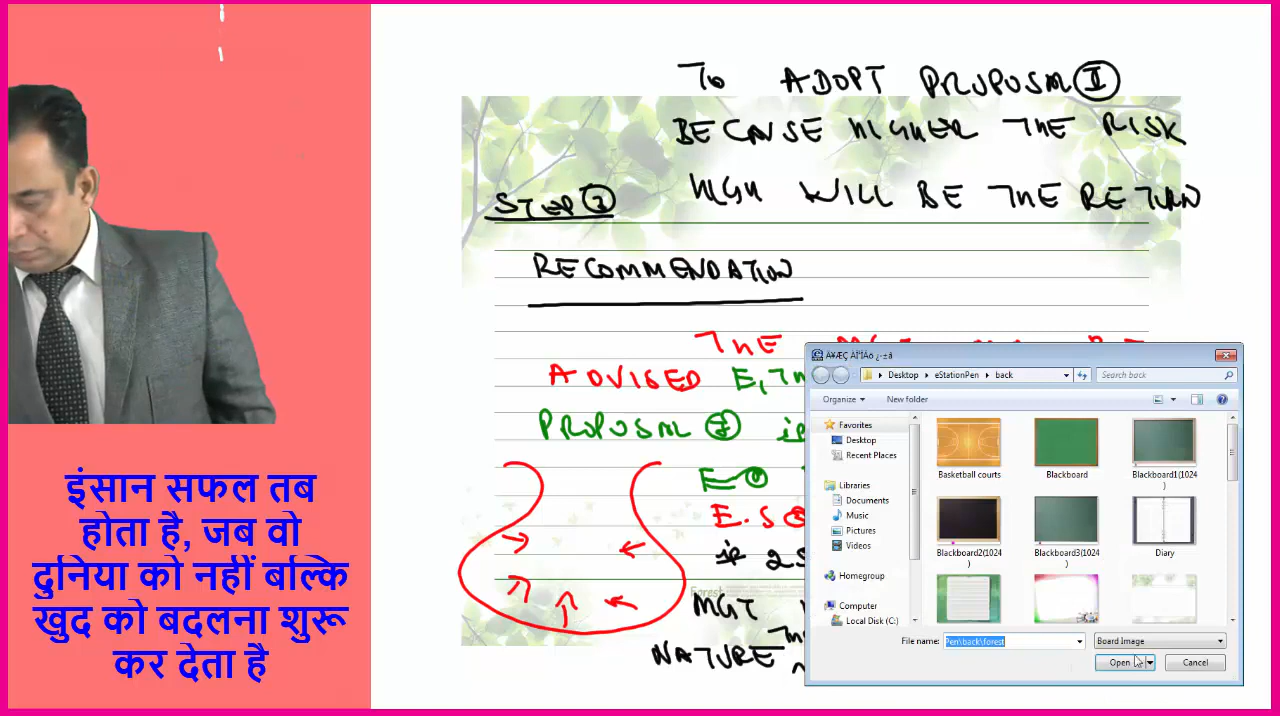 TO ADOPT PROPOSAL I
BECAUSE HIGHER THE RISK
HIGH WILL BE THE RETURN
STEP
RECOMMENDATION
THE
ADVISED
PROPOSAL
E.S
is
MGT
NATURE
इंसान सफल तब
होता है, जब वो
दुनिया को नहीं बल्कि
खुद को बदलना शुरू
कर देता है
Desktop eStationPen back
Search back
Organize New folder
Favorites
Desktop
Recent Places
Libraries
Documents
Music
Pictures
Videos
Homegroup
Computer
Local Disk (C:)
Basketball courts
Blackboard
Blackboard1(1024
)
Blackboard2(1024
)
Blackboard3(1024
)
Diary
File name: Pen\back\forest
Board Image
Open
Cancel
Forest